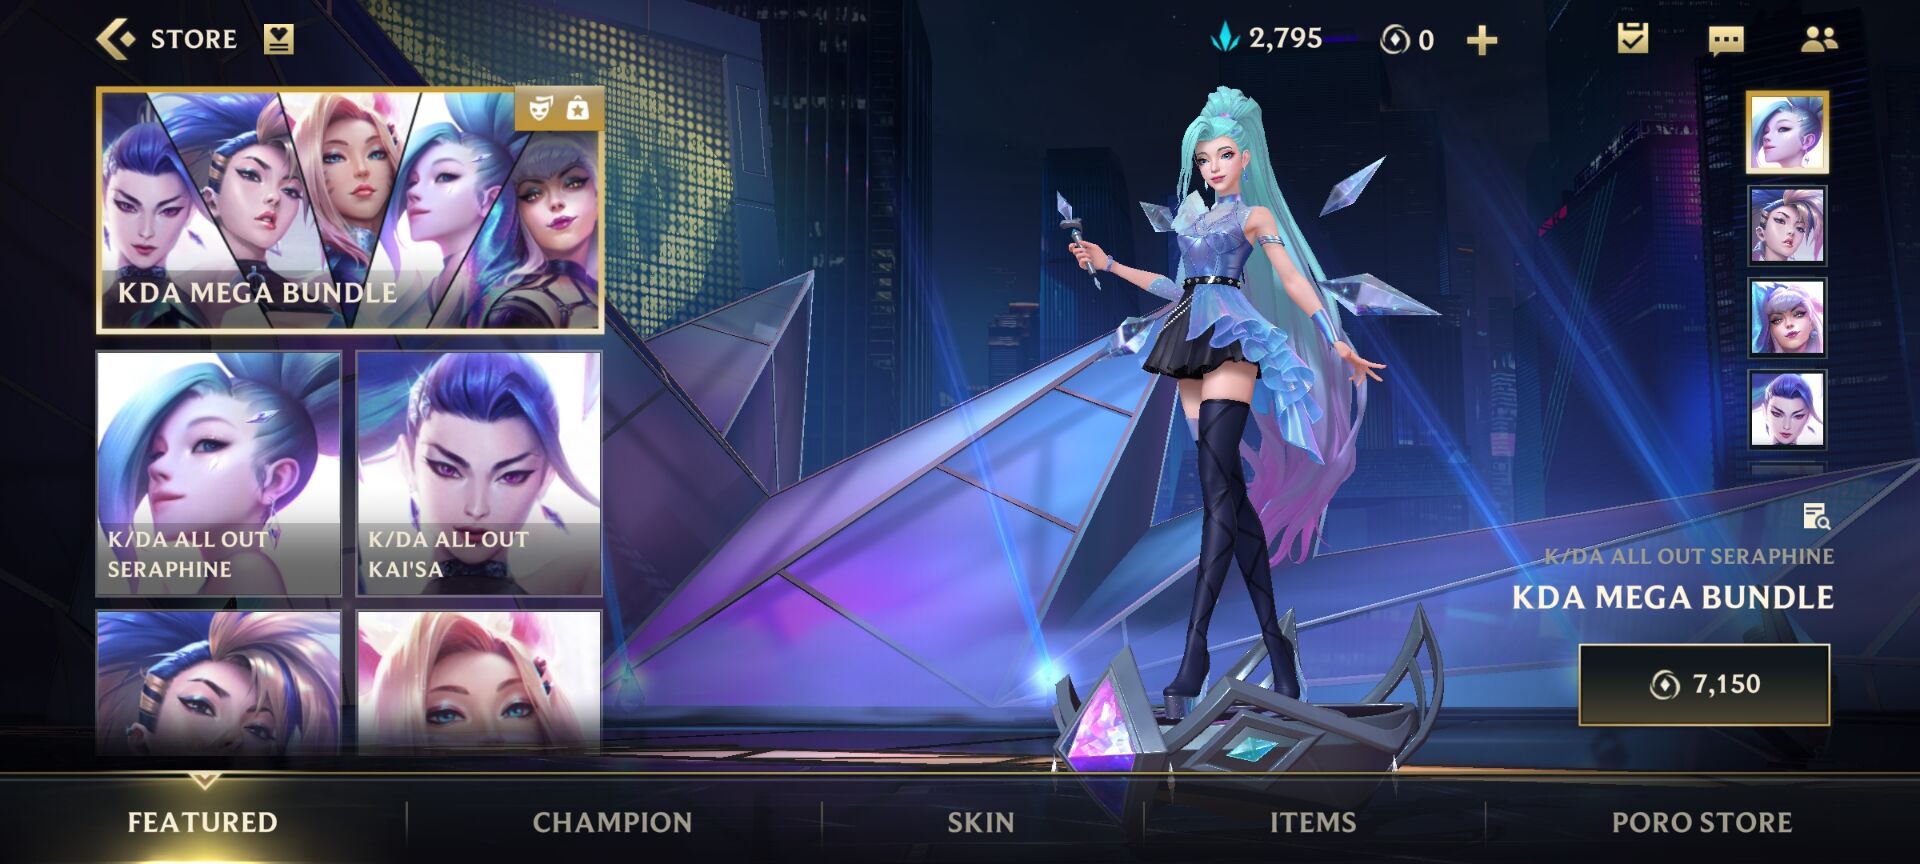 STORE
2,795
0
KDA MEGA BUNDLE
K/DA ALL OUT
SERAPHINE
K/DA ALL OUT
KAI'SA
K/DA ALL OUT SERAPHINE
KDA MEGA BUNDLE
7,150
FEATURED
CHAMPION
SKIN
ITEMS
PORO STORE